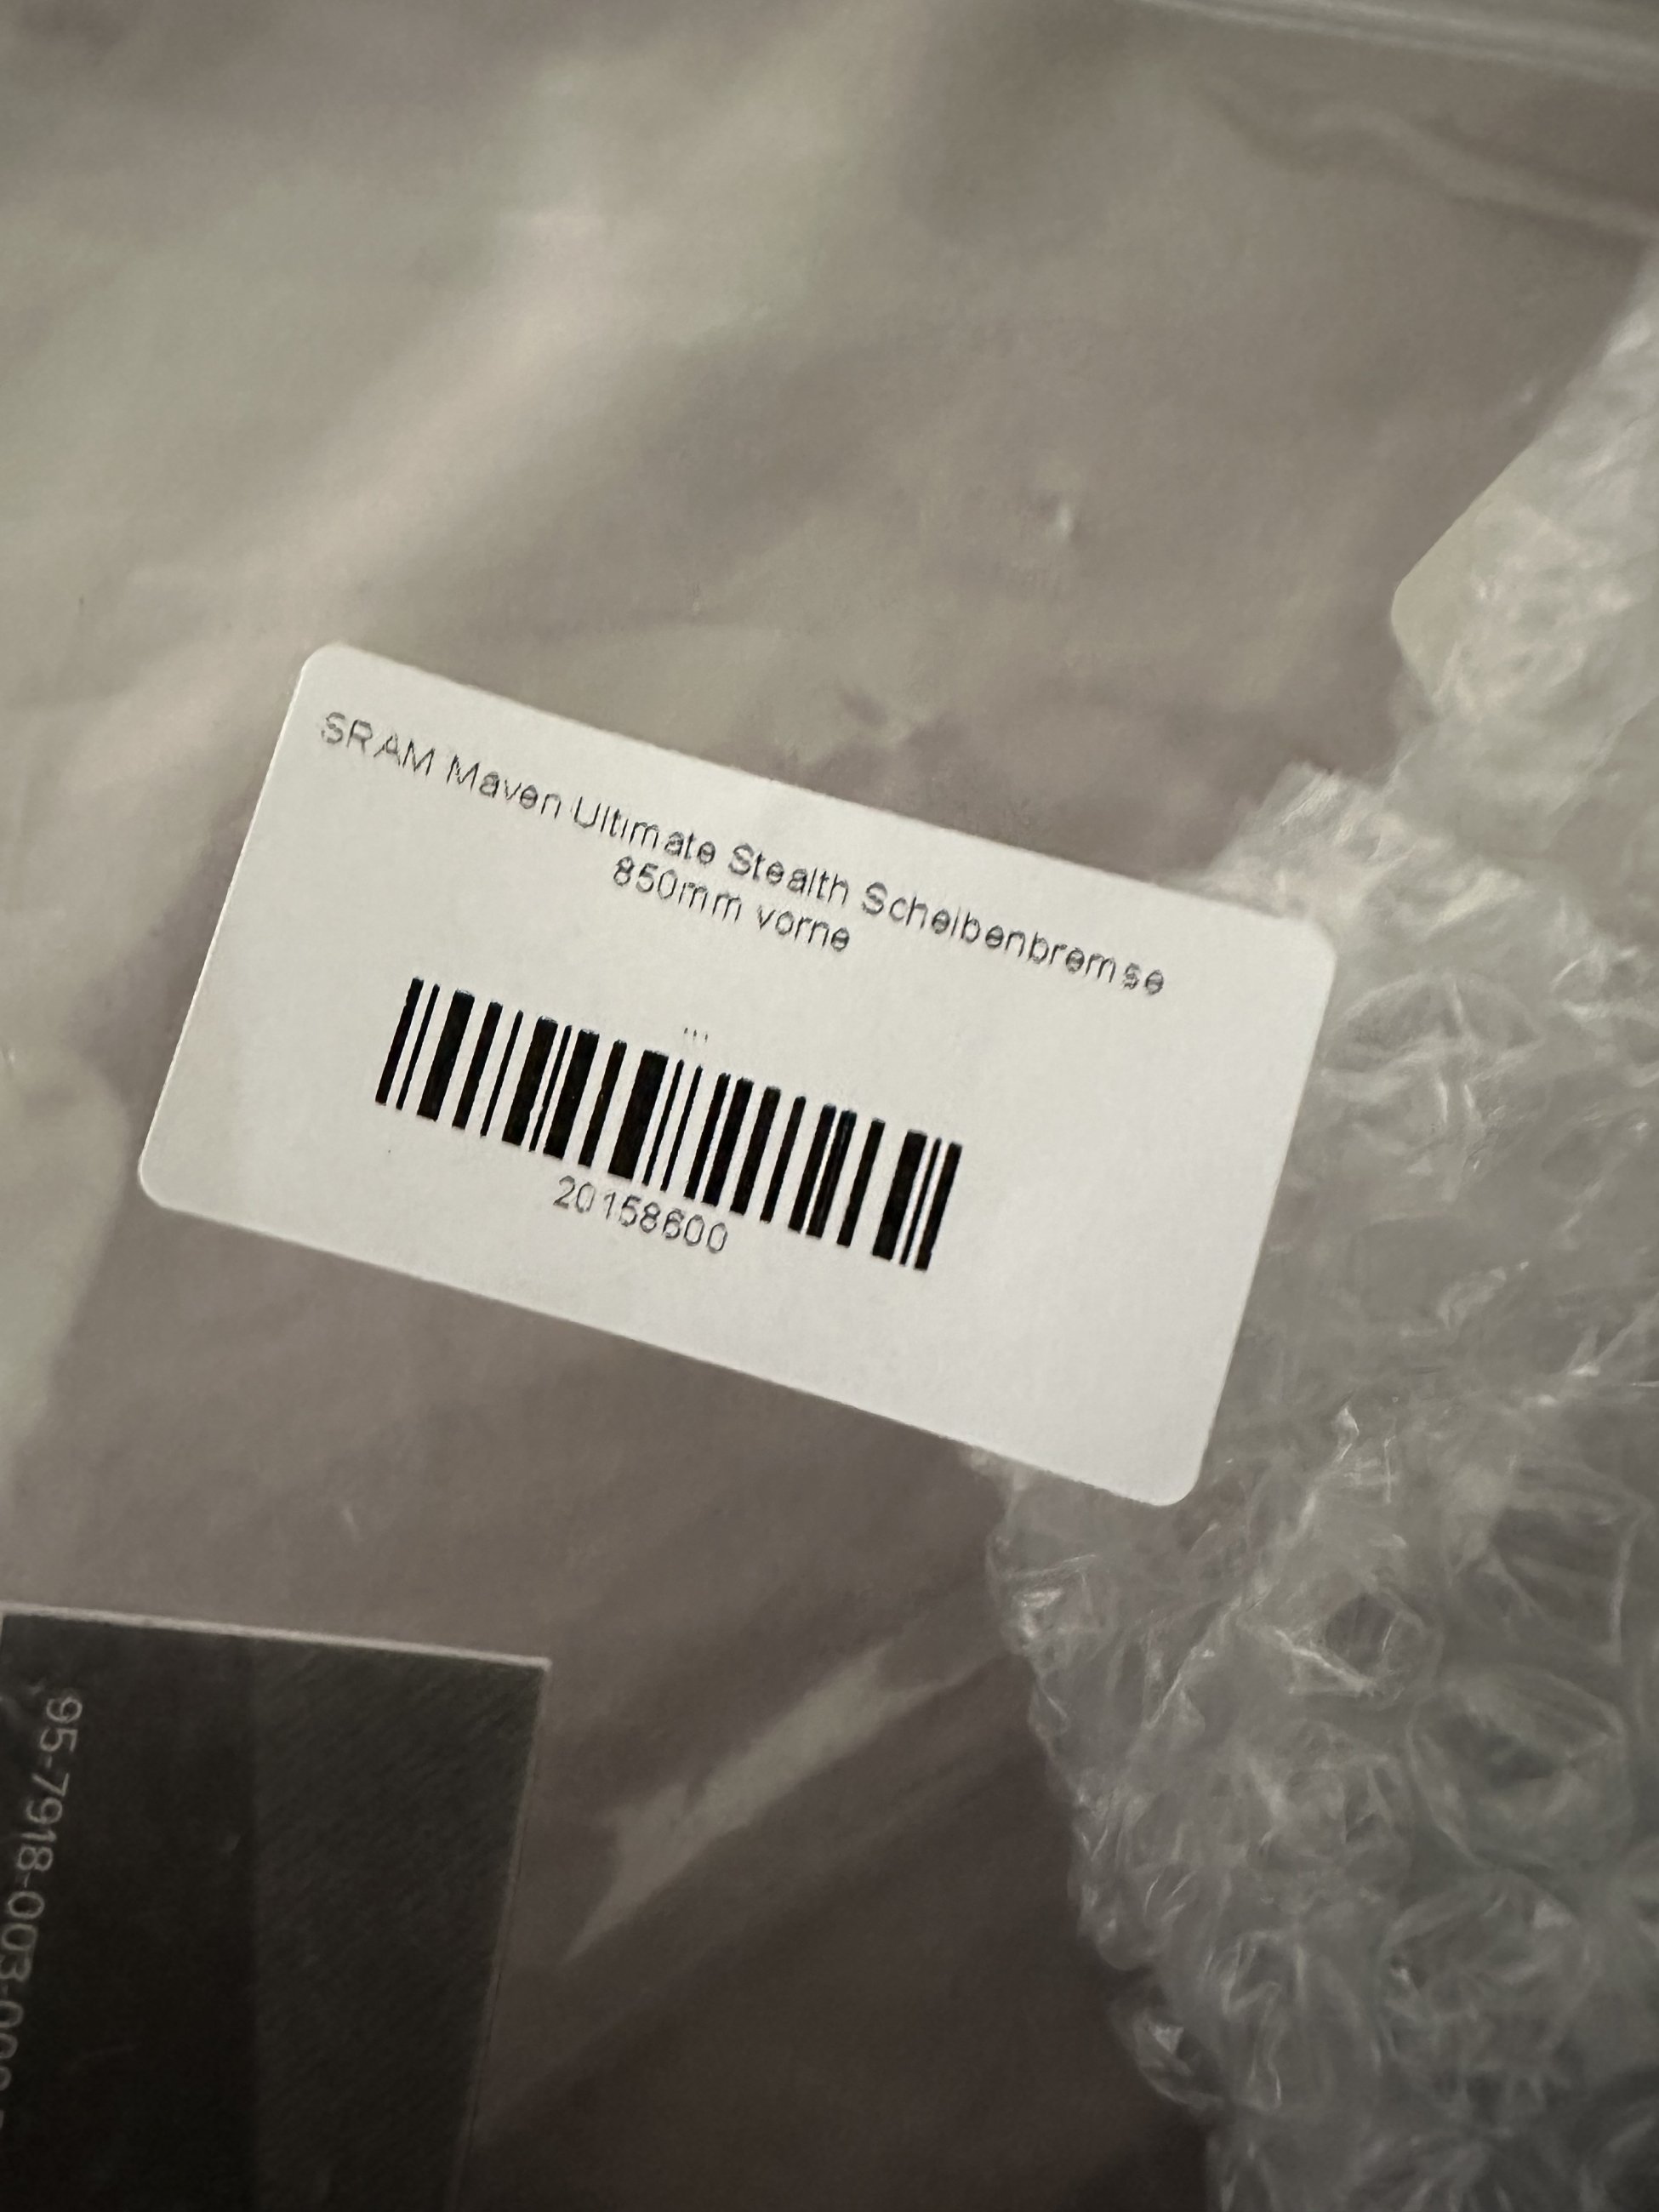 SRAM Maven Ultimate Stealth Scheibenbremse
850mm vorne
...
20158600
95-7918-003-000